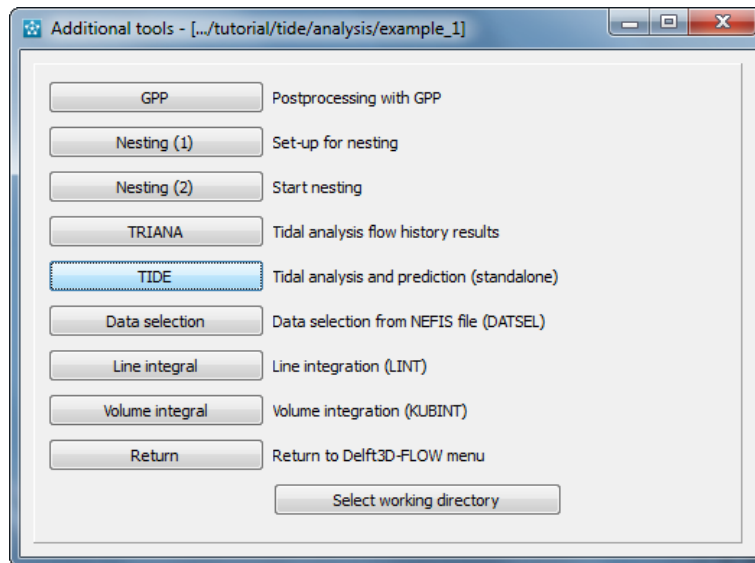 Additional tools - [.../tutorial/tide/analysis/example_1]
GPP Postprocessing with GPP
Nesting (1) Set-up for nesting
Nesting (2) Start nesting
TRIANA Tidal analysis flow history results
TIDE Tidal analysis and prediction (standalone)
Data selection Data selection from NEFIS file (DATSEL)
Line integral Line integration (LINT)
Volume integral Volume integration (KUBINT)
Return Return to Delft3D-FLOW menu
Select working directory